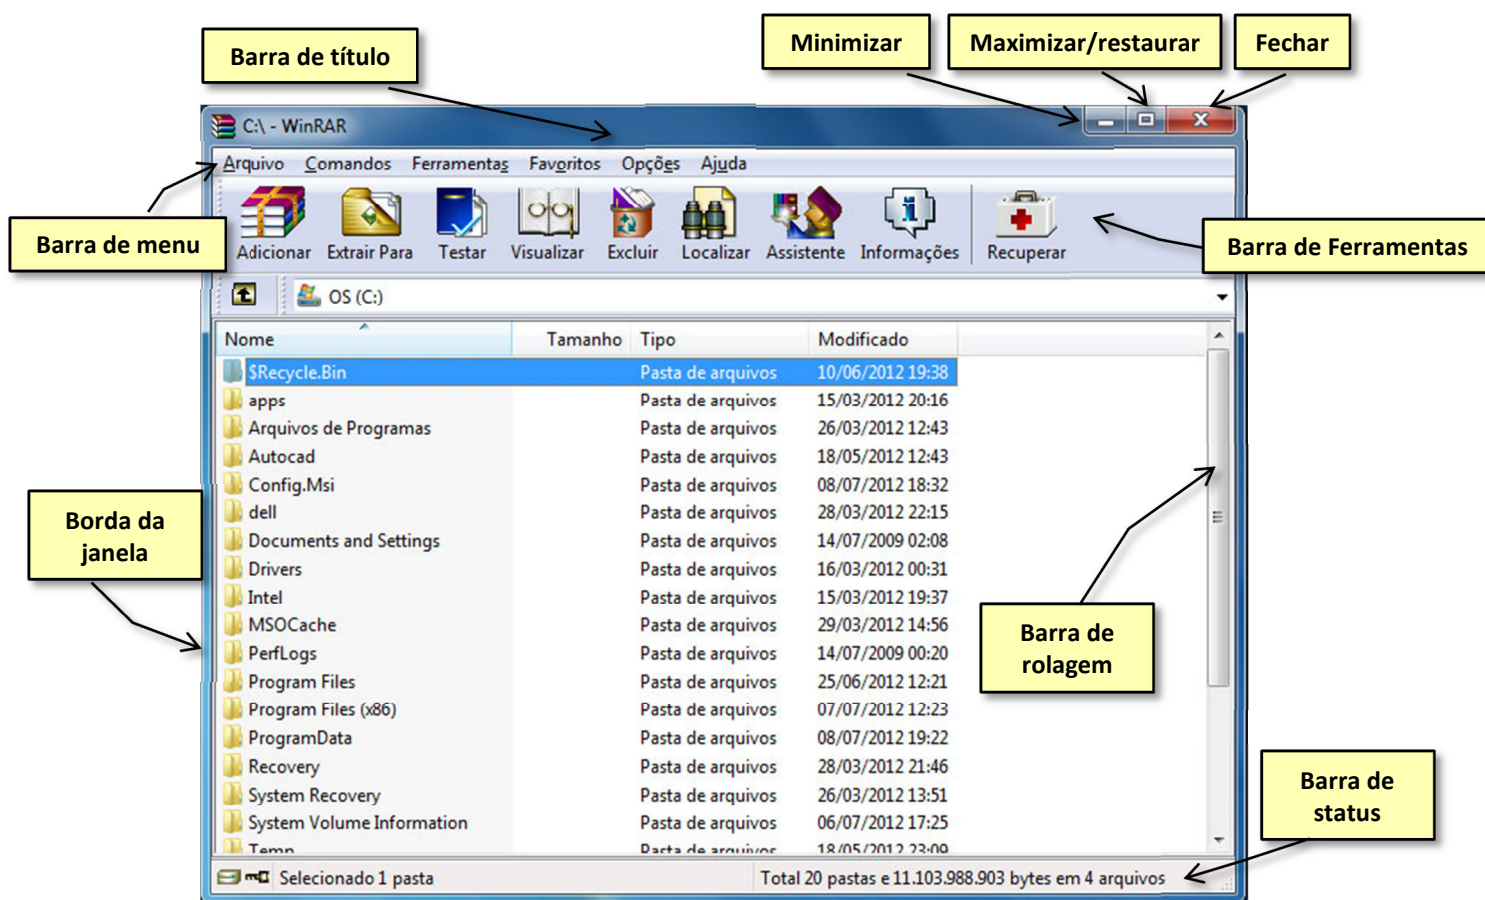 Barra de título
Minimizar
Maximizar/restaurar
Fechar
C:\ - WinRAR
Arquivo Comandos Ferramentas Favoritos Opções Ajuda
Barra de menu
Adicionar Extrair Para Testar Visualizar Excluir Localizar Assistente Informações Recuperar
Barra de Ferramentas
OS (C:)
Nome Tamanho Tipo Modificado
$Recycle.Bin Pasta de arquivos 10/06/2012 19:38
apps Pasta de arquivos 15/03/2012 20:16
Arquivos de Programas Pasta de arquivos 26/03/2012 12:43
Autocad Pasta de arquivos 18/05/2012 12:43
Config.Msi Pasta de arquivos 08/07/2012 18:32
dell Pasta de arquivos 28/03/2012 22:15
Documents and Settings Pasta de arquivos 14/07/2009 02:08
Drivers Pasta de arquivos 16/03/2012 00:31
Intel Pasta de arquivos 15/03/2012 19:37
MSOCache Pasta de arquivos 29/03/2012 14:56
PerfLogs Pasta de arquivos 14/07/2009 00:20
Program Files Pasta de arquivos 25/06/2012 12:21
Program Files (x86) Pasta de arquivos 07/07/2012 12:23
ProgramData Pasta de arquivos 08/07/2012 19:22
Recovery Pasta de arquivos 28/03/2012 21:46
System Recovery Pasta de arquivos 26/03/2012 13:51
System Volume Information Pasta de arquivos 06/07/2012 17:25
Temp Pasta de arquivos 18/05/2012 23:09
Borda da
janela
Barra de
rolagem
Barra de
status
Selecionado 1 pasta
Total 20 pastas e 11.103.988.903 bytes em 4 arquivos